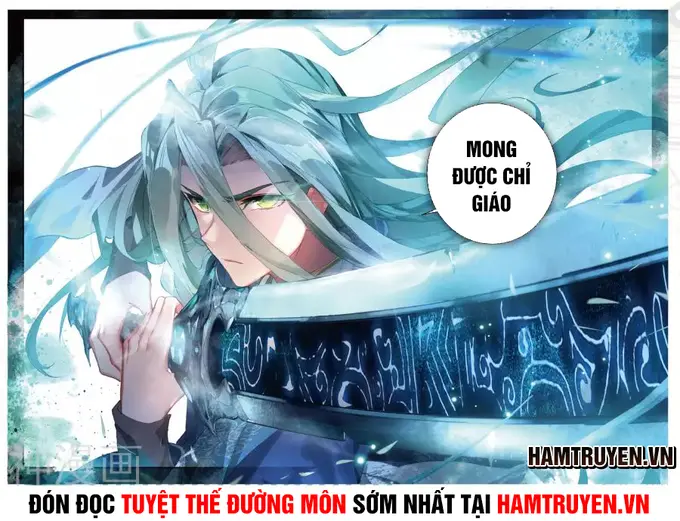 MONG
ĐƯỢC CHỈ
GIÁO
HAMTRUYEN.VN
ĐÓN ĐỌC TUYỆT THẾ ĐƯỜNG MÔN SỚM NHẤT TẠI HAMTRUYEN.VN